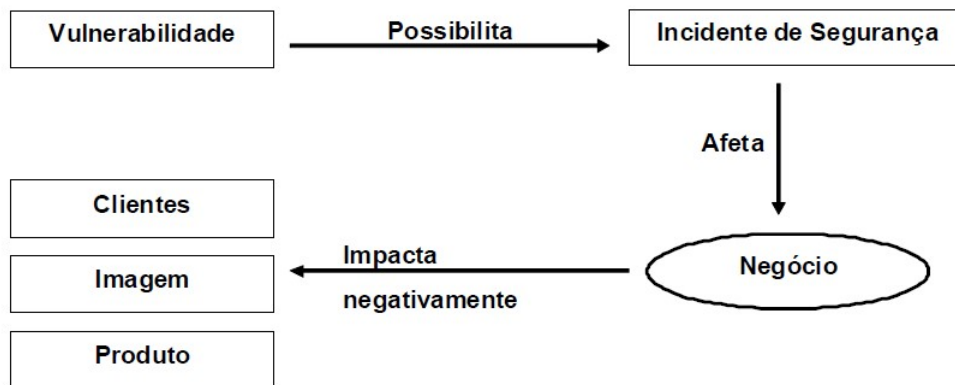 Vulnerabilidade
Possibilita
Incidente de Segurança
Afeta
Clientes
Imagem
Produto
Impacta
negativamente
Negócio